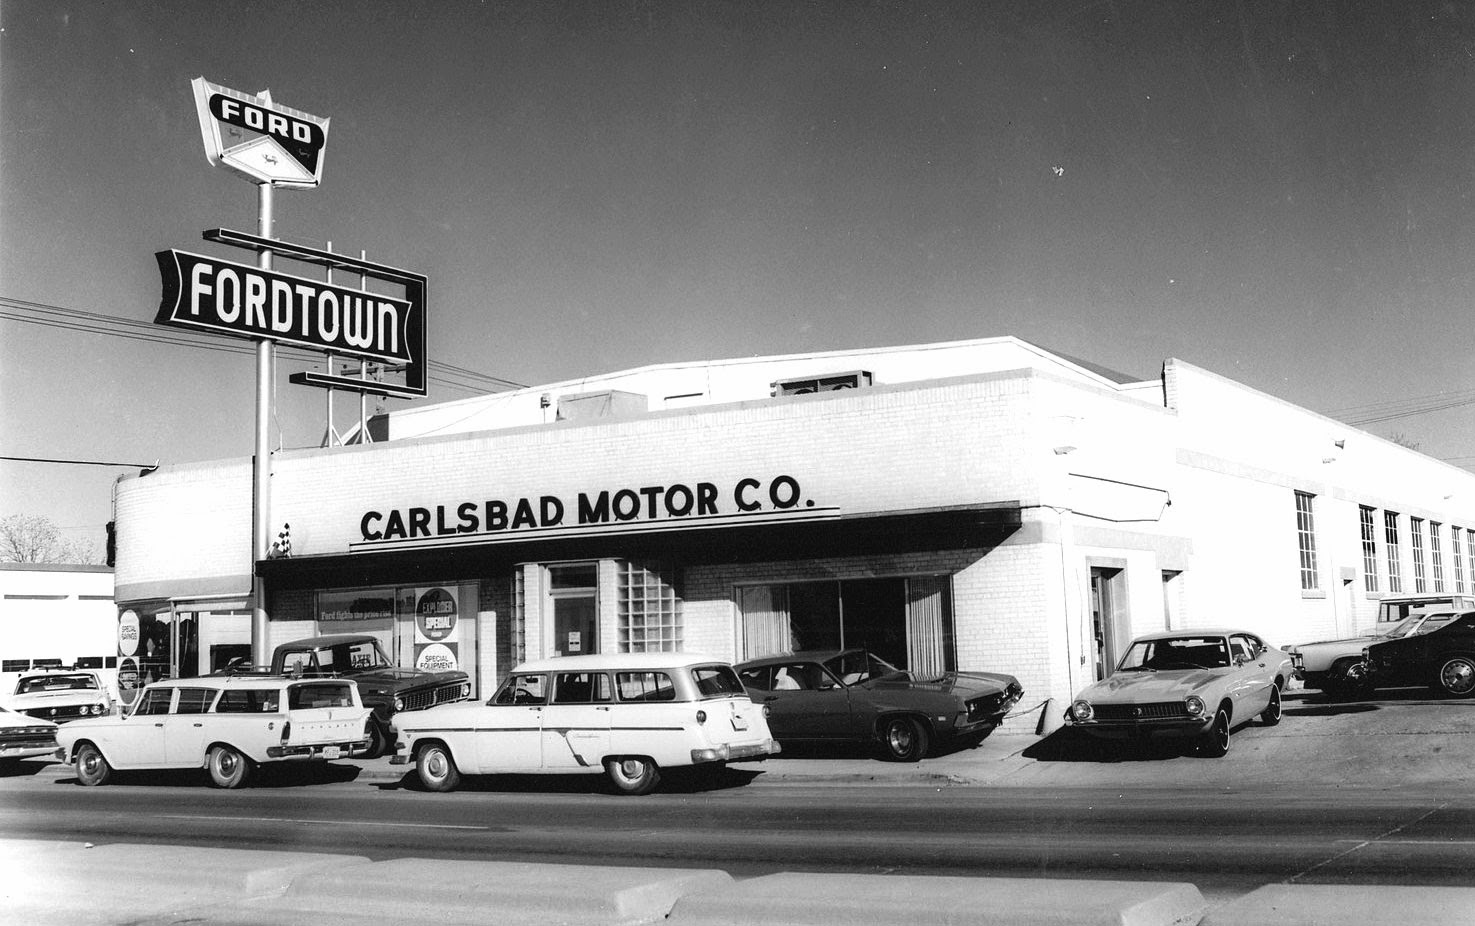 FORD
FORDTOWN
CARLSBAD MOTOR CO.
Ford fights the price rise
EXPLORER
SPECIAL
SPECIAL
SAVINGS
SPECIAL
EQUIPMENT